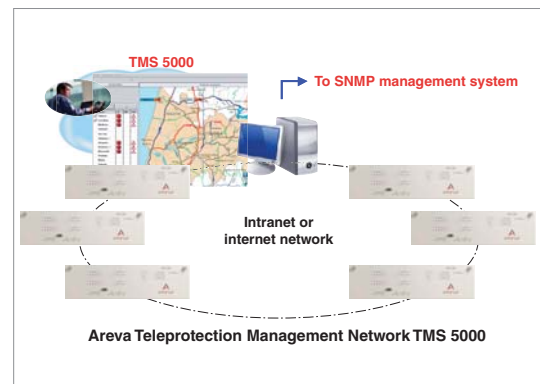 TMS 5000
To SNMP management system
Intranet or
internet network
Areva Teleprotection Management Network TMS 5000